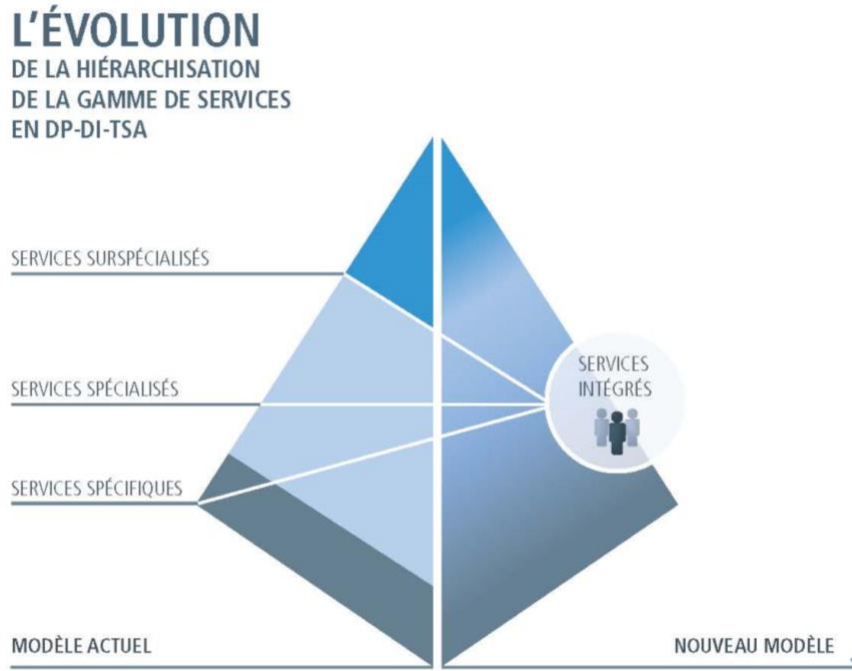 L'ÉVOLUTION
DE LA HIÉRARCHISATION
DE LA GAMME DE SERVICES
EN DP-DI-TSA
SERVICES SURSPÉCIALISÉS
SERVICES
INTÉGRÉS
SERVICES SPÉCIALISÉS
SERVICES SPÉCIFIQUES
MODÈLE ACTUEL
NOUVEAU MODÈLE